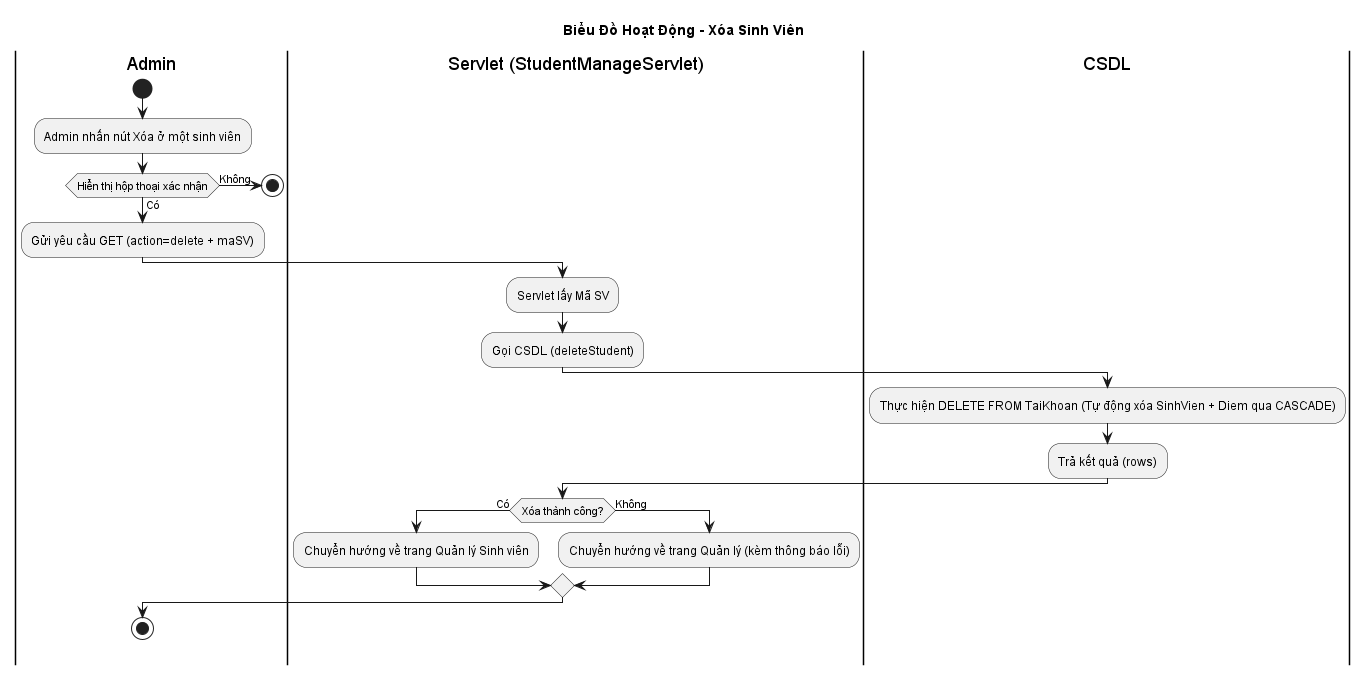 Biểu Đồ Hoạt Động - Xóa Sinh Viên
Admin
Servlet (StudentManageServlet)
CSDL
Admin nhấn nút Xóa ở một sinh viên
Hiển thị hộp thoại xác nhận
Không
Có
Gửi yêu cầu GET (action=delete + maSV)
Servlet lấy Mã SV
Gọi CSDL (deleteStudent)
Thực hiện DELETE FROM TaiKhoan (Tự động xóa SinhVien + Diem qua CASCADE)
Trả kết quả (rows)
Có
Xóa thành công?
Không
Chuyển hướng về trang Quản lý Sinh viên
Chuyển hướng về trang Quản lý (kèm thông báo lỗi)